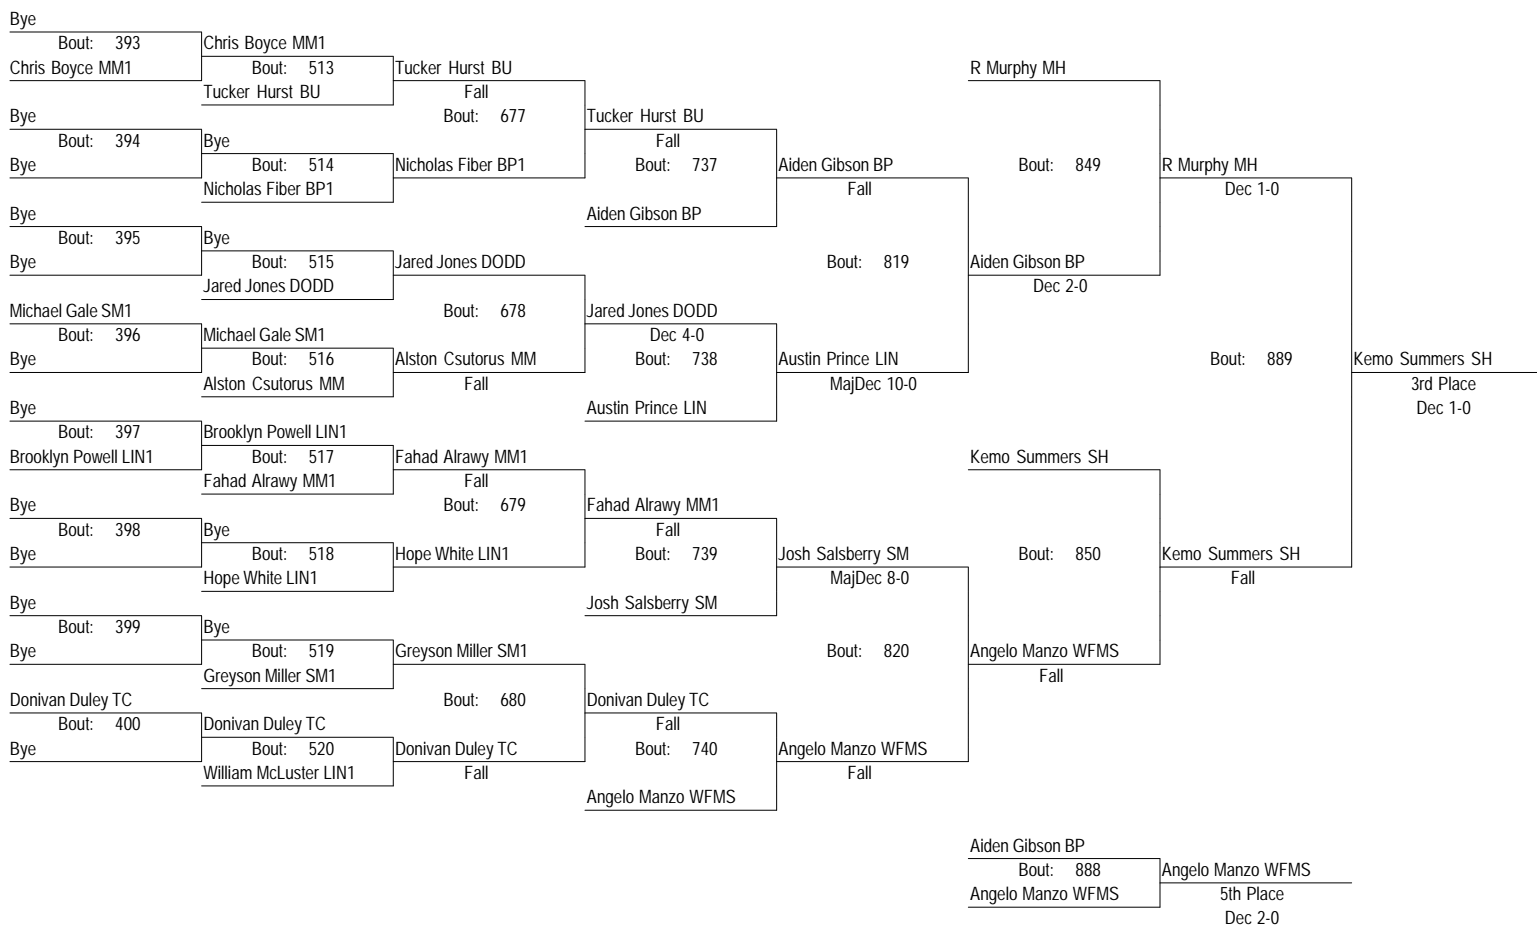 Bye
Bout: 393 Chris Boyce MM1
Chris Boyce MM1 Bout: 513 Tucker Hurst BU R Murphy MH
Tucker Hurst BU Fall
Bye Bout: 677 Tucker Hurst BU
Bout: 394 Bye Fall
Bye Bout: 514 Nicholas Fiber BP1 Bout: 737 Aiden Gibson BP Bout: 849 R Murphy MH
Nicholas Fiber BP1 Fall Dec 1-0
Bye Aiden Gibson BP
Bout: 395 Bye
Bye Bout: 515 Jared Jones DODD Bout: 819 Aiden Gibson BP
Jared Jones DODD Dec 2-0
Michael Gale SM1 Bout: 678 Jared Jones DODD
Bout: 396 Michael Gale SM1 Dec 4-0
Bye Bout: 516 Alston Csutorus MM Bout: 738 Austin Prince LIN Bout: 889 Kemo Summers SH
Alston Csutorus MM Fall MajDec 10-0 3rd Place
Bye Austin Prince LIN Dec 1-0
Bout: 397 Brooklyn Powell LIN1
Brooklyn Powell LIN1 Bout: 517 Fahad Alrawy MM1 Kemo Summers SH
Fahad Alrawy MM1 Fall
Bye Bout: 679 Fahad Alrawy MM1
Bout: 398 Bye Fall
Bye Bout: 518 Hope White LIN1 Bout: 739 Josh Salsberry SM Bout: 850 Kemo Summers SH
Hope White LIN1 MajDec 8-0 Fall
Bye Josh Salsberry SM
Bout: 399 Bye
Bye Bout: 519 Greyson Miller SM1 Bout: 820 Angelo Manzo WFMS
Greyson Miller SM1 Fall
Donivan Duley TC Bout: 680 Donivan Duley TC
Bout: 400 Donivan Duley TC Fall
Bye Bout: 520 Donivan Duley TC Bout: 740 Angelo Manzo WFMS
William McLuster LIN1 Fall Fall
Angelo Manzo WFMS
Aiden Gibson BP
Bout: 888 Angelo Manzo WFMS
Angelo Manzo WFMS 5th Place
Dec 2-0